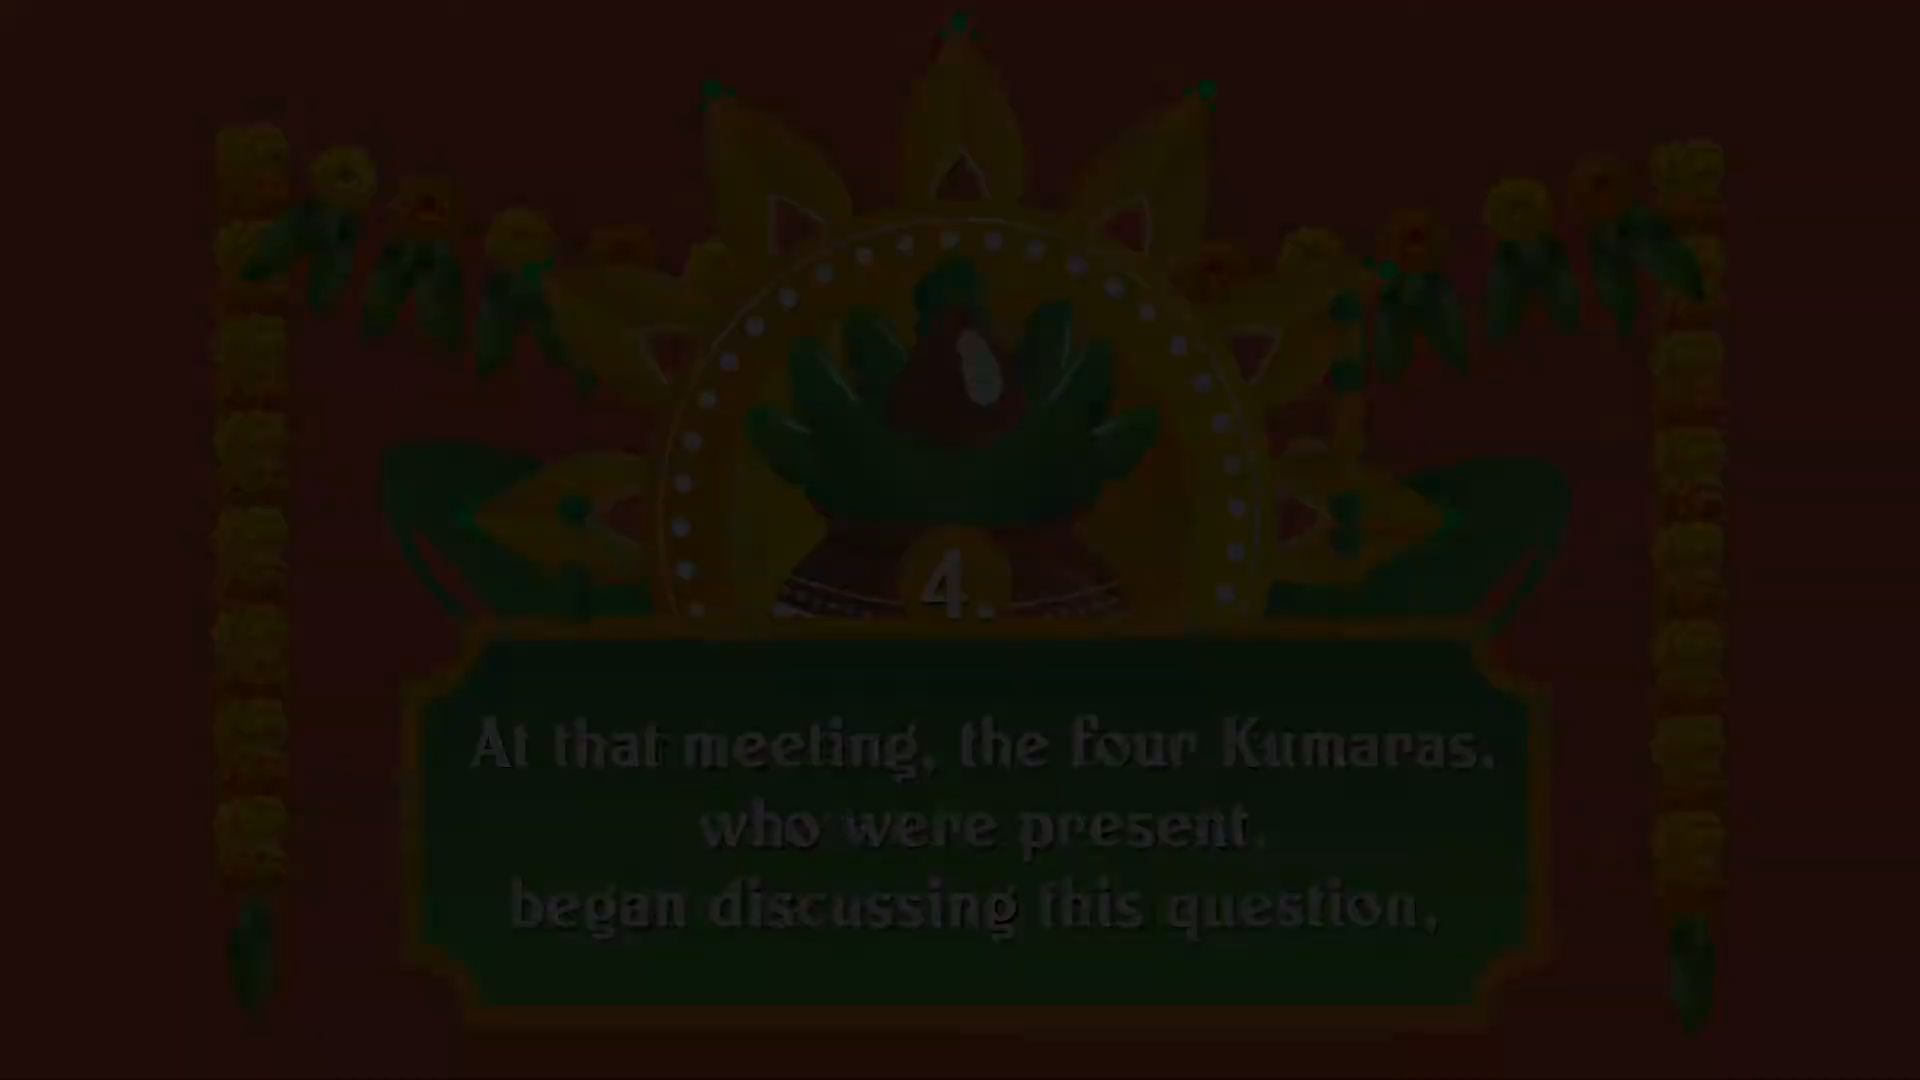 4.
At that meeting, the four Kumaras,
who were present,
began discussing this question,